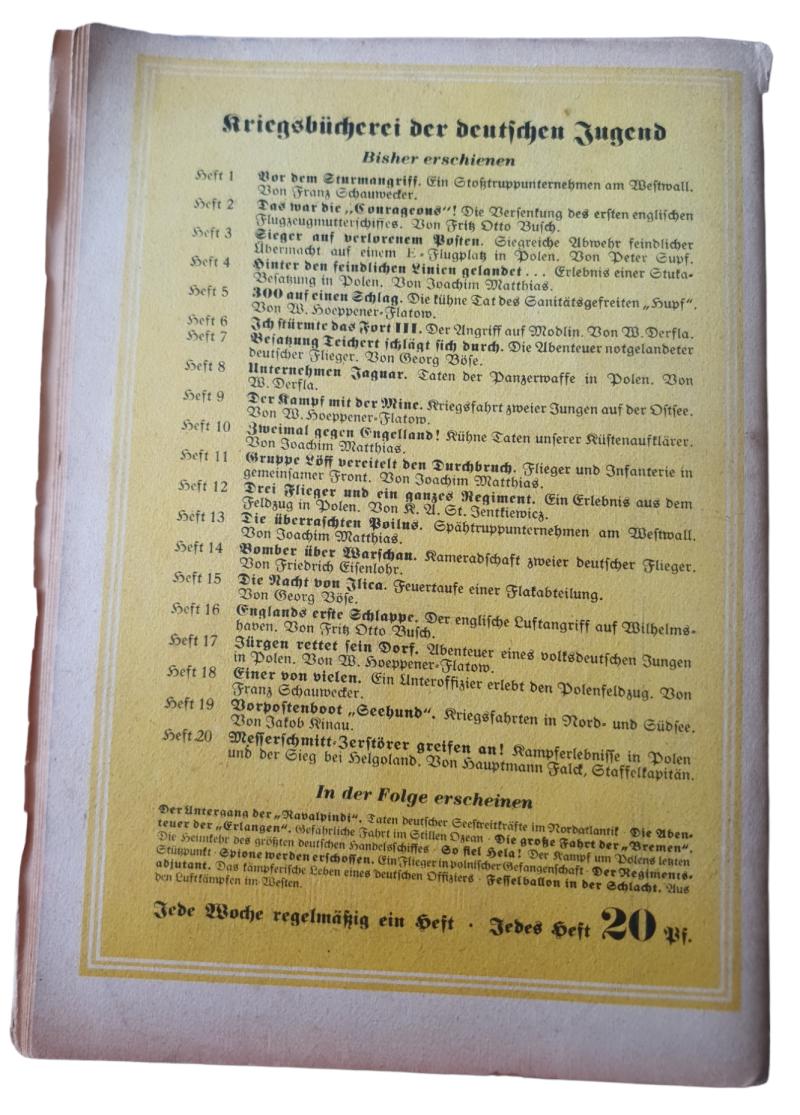 Kriegsbücherei der deutschen Jugend
Bisher erschienen
Heft 1 Vor dem Sturmangriff. Ein Stoßtruppunternehmen am Westwall.
Von Franz Schauwecker.
Heft 2 Das war die „Courageous“! Die Versenkung des ersten englischen
Flugzeugmutterschiffes. Von Fritz Otto Busch.
Heft 3 Sieger auf verlorenem Posten. Siegreiche Abwehr feindlicher
Übermacht auf einem E-Flugplatz in Polen. Von Peter Supf.
Heft 4 Hinter den feindlichen Linien gelandet... Erlebnis einer Stuka-
Besatzung in Polen. Von Joachim Matthias.
Heft 5 300 auf einen Schlag. Die kühne Tat des Sanitätsgefreiten „Hupf“.
Von W. Hoeppener-Flatow.
Heft 6 Ich stürmte das Fort III. Der Angriff auf Modlin. Von W. Derfla.
Heft 7 Besatzung Teichert schlägt sich durch. Die Abenteuer notgelandeter
deutscher Flieger. Von Georg Böse.
Heft 8 Unternehmen Jaguar. Taten der Panzerwaffe in Polen. Von
W. Derfla.
Heft 9 Der Kampf mit der Mine. Kriegsfahrt zweier Jungen auf der Ostsee.
Von W. Hoeppener-Flatow.
Heft 10 Zweimal gegen Engelland! Kühne Taten unserer Küstenaufklärer.
Von Joachim Matthias.
Heft 11 Gruppe Löff vereitelt den Durchbruch. Flieger und Infanterie in
gemeinsamer Front. Von Joachim Matthias.
Heft 12 Drei Flieger und ein ganzes Regiment. Ein Erlebnis aus dem
Feldzug in Polen. Von K. A. St. Jentkiewicz.
Heft 13 Die überraschten Poilus. Spähtruppunternehmen am Westwall.
Von Joachim Matthias.
Heft 14 Bomber über Warschau. Kameradschaft zweier deutscher Flieger.
Von Friedrich Eisenlohr.
Heft 15 Die Nacht von Ilica. Feuertaufe einer Flakabteilung.
Von Georg Böse.
Heft 16 Englands erste Schlappe. Der englische Luftangriff auf Wilhelms-
haven. Von Fritz Otto Busch.
Heft 17 Jürgen rettet sein Dorf. Abenteuer eines volksdeutschen Jungen
in Polen. Von W. Hoeppener-Flatow.
Heft 18 Einer von vielen. Ein Unteroffizier erlebt den Polenfeldzug. Von
Franz Schauwecker.
Heft 19 Vorpostenboot „Seehund“. Kriegsfahrten in Nord- und Südsee.
Von Jakob Kinau.
Heft 20 Messerschmitt-Zerstörer greifen an! Kampferlebnisse in Polen
und der Sieg bei Helgoland. Von Hauptmann Falck, Staffelkapitän.
In der Folge erscheinen
Der Untergang der „Rawalpindi“. Taten deutscher Seestreitkräfte im Nordatlantik · Die Aben-
teuer der „Erlangen“. Gefährliche Fahrt im Stillen Ozean · Die große Fahrt der „Bremen“.
Die Heimkehr des größten deutschen Handelsschiffes · So fiel Hela! Der Kampf um Polens letzten
Stützpunkt · Spione werden erschossen. Ein Flieger in polnischer Gefangenschaft · Der Regiments-
adjutant. Das kämpferische Leben eines deutschen Offiziers · Fesselballon in der Schlacht. Aus
den Luftkämpfen im Westen.
Jede Woche regelmäßig ein Heft · Jedes Heft 20 Pf.